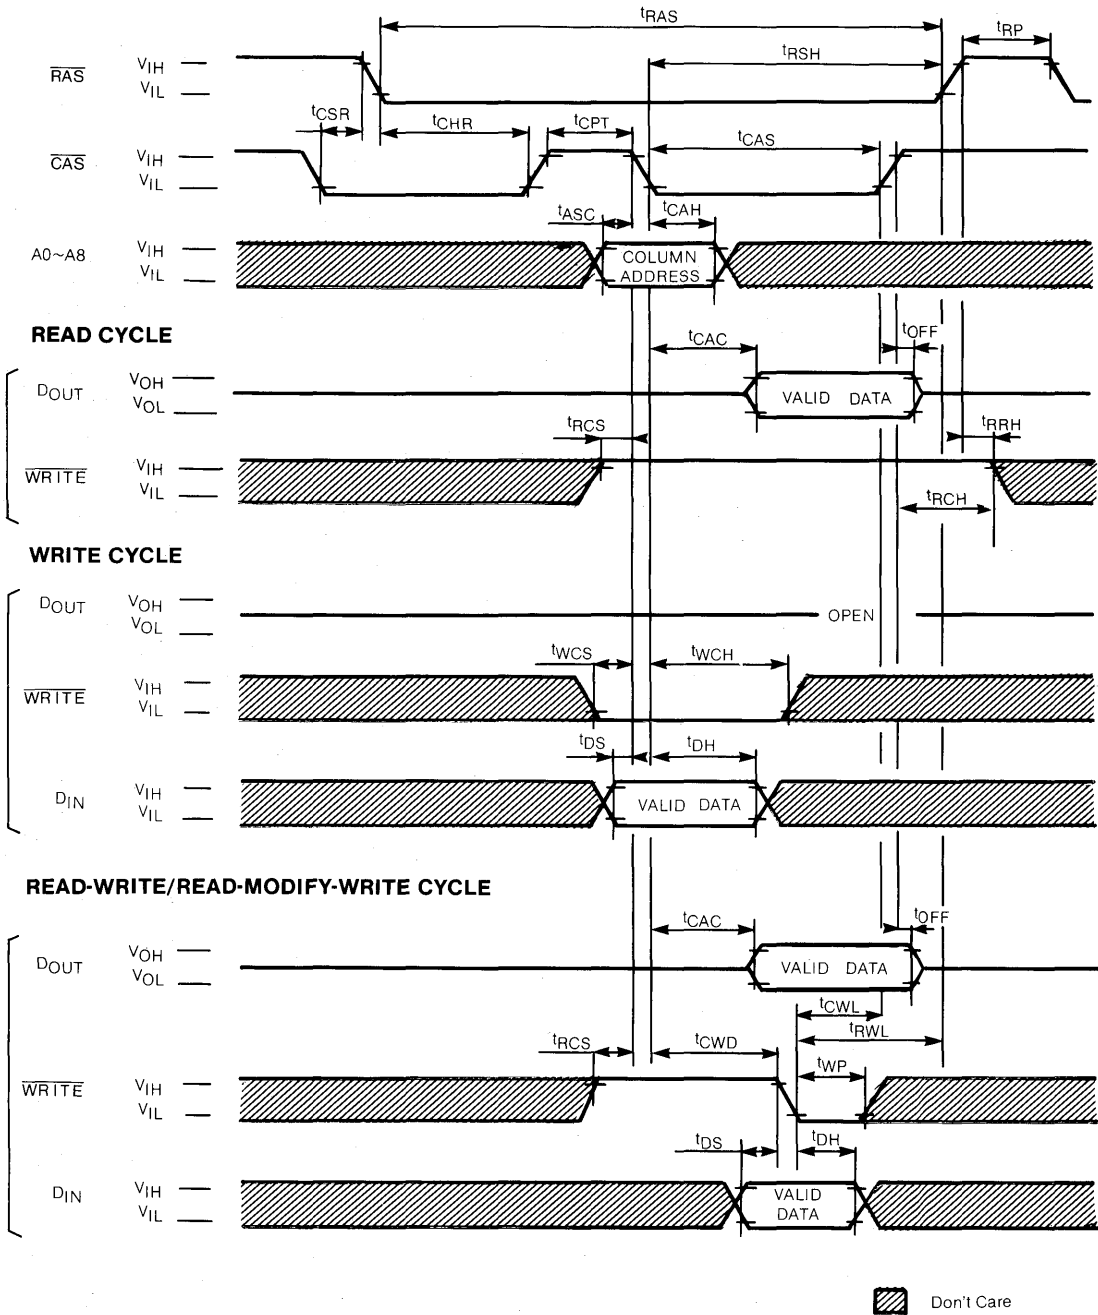 tRAS
tRP
tRSH
RAS VIH
VIL
tCSR tCHR tCPT tCAS
CAS VIH
VIL
tASC tCAH
A0~A8 VIH
VIL
COLUMN
ADDRESS
READ CYCLE
tCAC tOFF
DOUT VOH
VOL
VALID DATA
tRCS tRRH
WRITE VIH
VIL
tRCH
WRITE CYCLE
DOUT VOH
VOL
OPEN
tWCS tWCH
WRITE VIH
VIL
tDS tDH
DIN VIH
VIL
VALID DATA
READ-WRITE/READ-MODIFY-WRITE CYCLE
tCAC tOFF
DOUT VOH
VOL
VALID DATA
tCWL
tRWL
tRCS tCWD
tWP
WRITE VIH
VIL
tDS tDH
DIN VIH
VIL
VALID
DATA
Don't Care